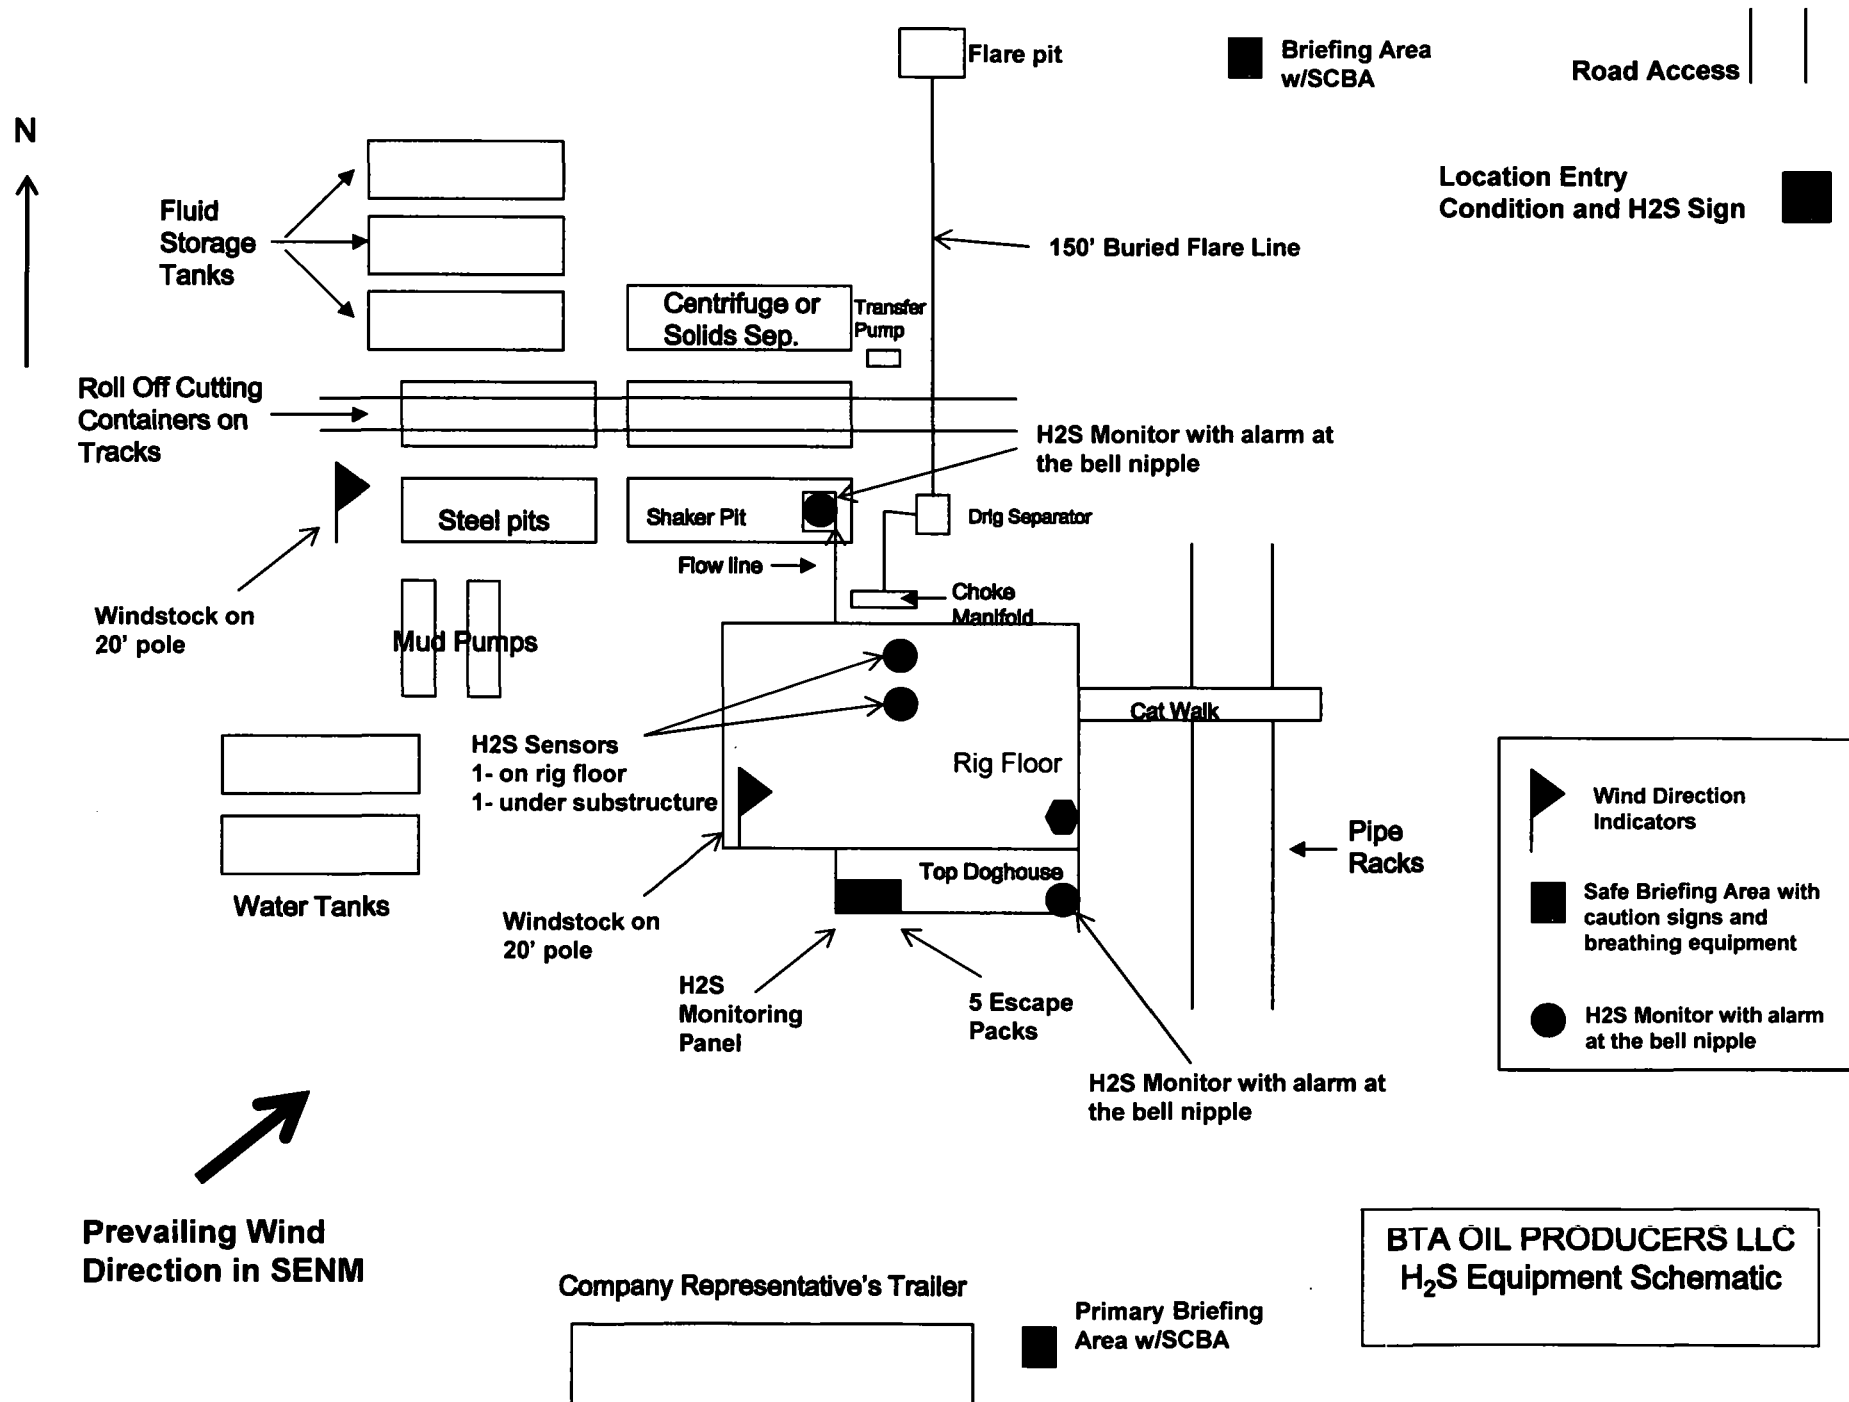 Flare pit
Briefing Area
w/SCBA
Road Access
N
Location Entry
Condition and H2S Sign
Fluid
Storage
Tanks
150' Buried Flare Line
Centrifuge or
Solids Sep.
Transfer
Pump
Roll Off Cutting
Containers on
Tracks
H2S Monitor with alarm at
the bell nipple
Steel pits
Shaker Pit
Drlg Separator
Flow line
Choke
Manifold
Windstock on
20' pole
Mud Pumps
Cat Walk
H2S Sensors
1- on rig floor
1- under substructure
Rig Floor
Wind Direction
Indicators
Pipe
Racks
Top Doghouse
Safe Briefing Area with
caution signs and
breathing equipment
Water Tanks
Windstock on
20' pole
H2S
Monitoring
Panel
5 Escape
Packs
H2S Monitor with alarm
at the bell nipple
H2S Monitor with alarm at
the bell nipple
Prevailing Wind
Direction in SENM
BTA OIL PRODUCERS LLC
H₂S Equipment Schematic
Company Representative's Trailer
Primary Briefing
Area w/SCBA